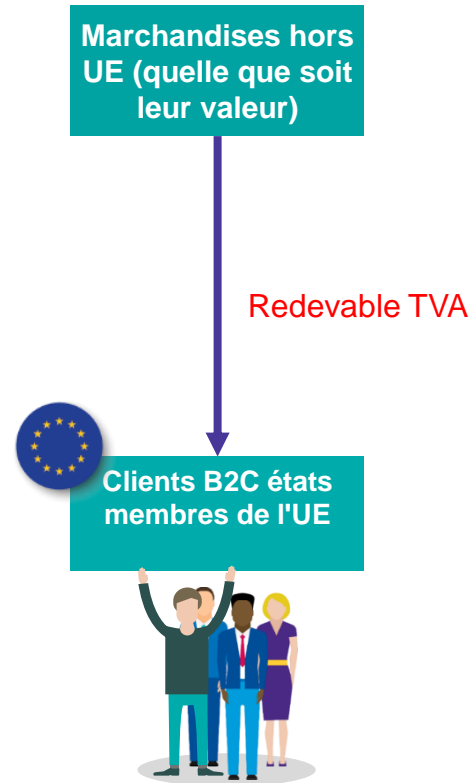 Marchandises hors
UE (quelle que soit
leur valeur)
Redevable TVA
Clients B2C états
membres de l'UE